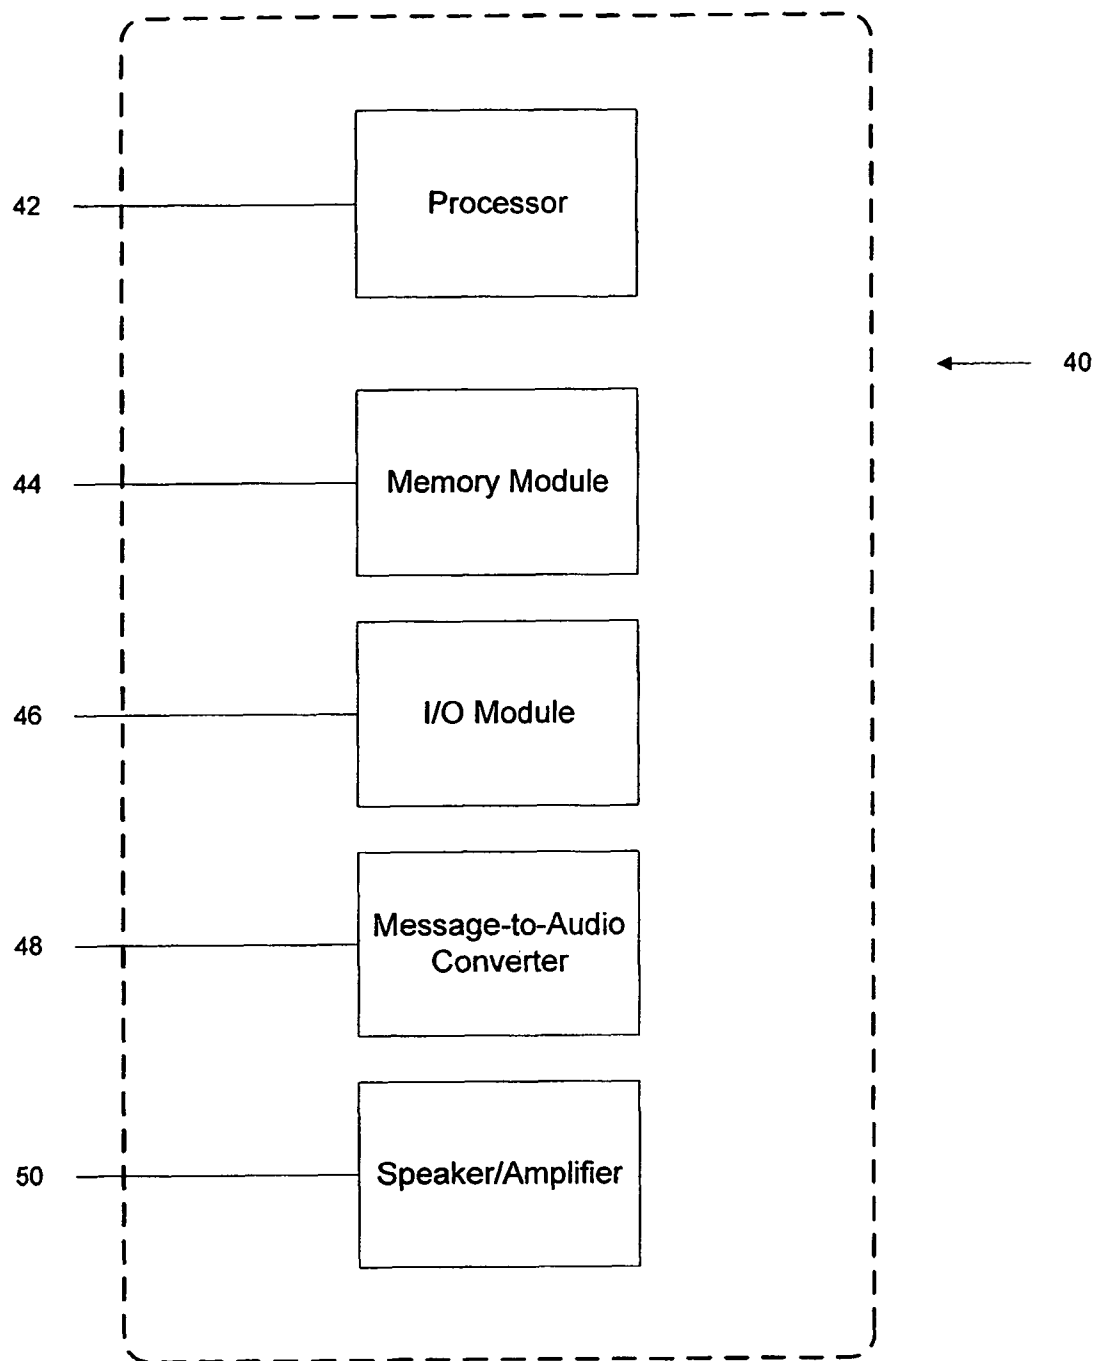 42
Processor
40
44
Memory Module
46
I/O Module
48
Message-to-Audio
Converter
50
Speaker/Amplifier